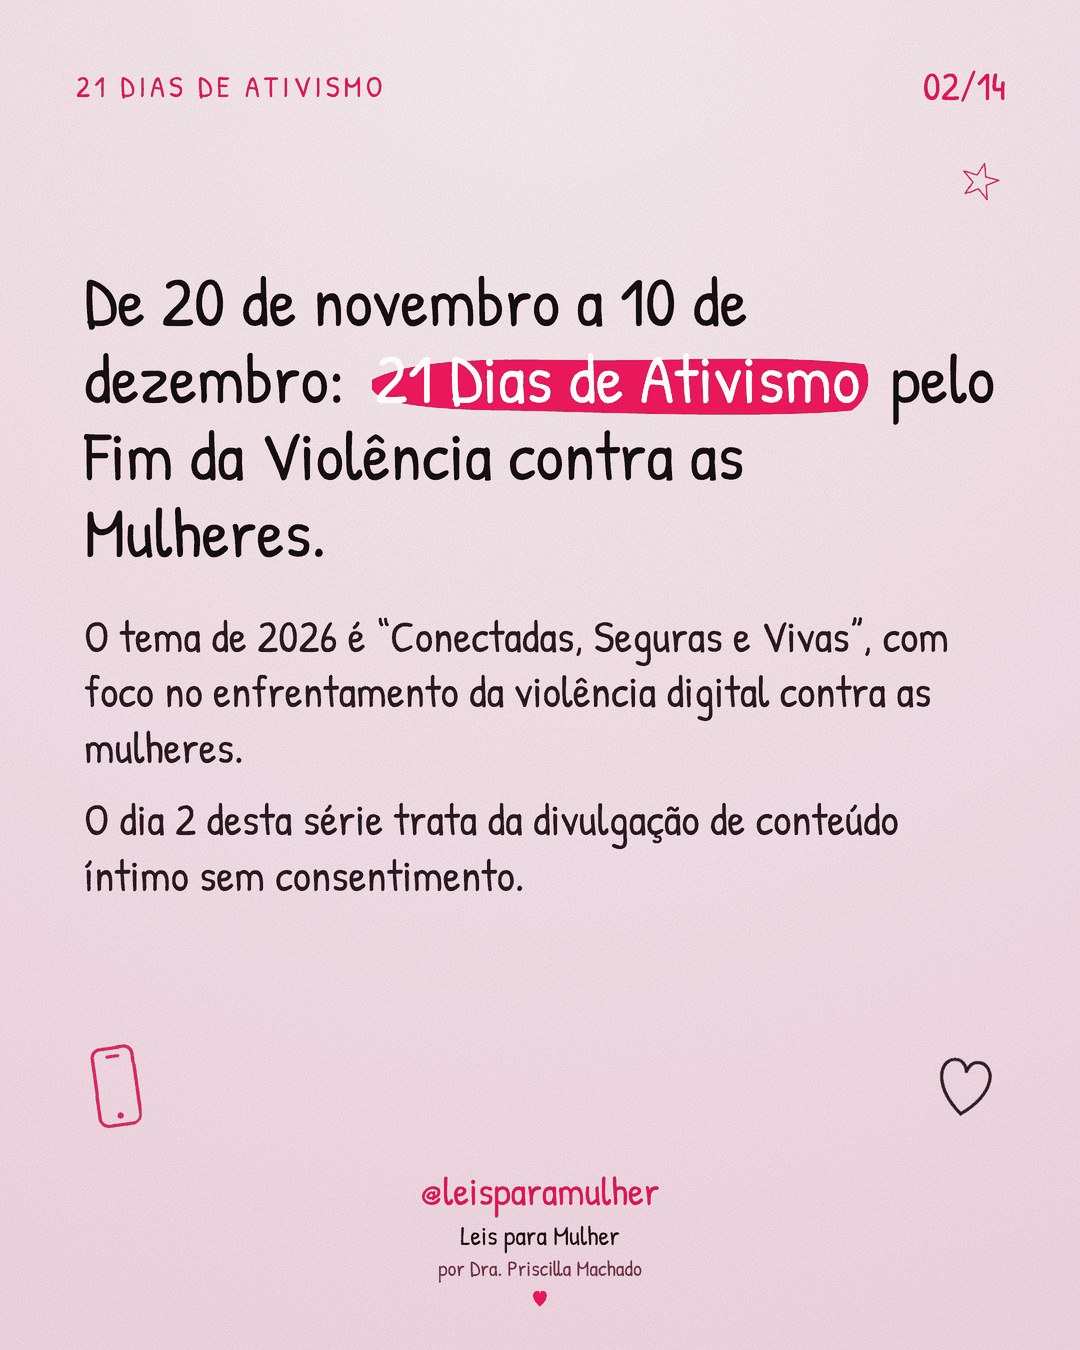 21 DIAS DE ATIVISMO
02/14
De 20 de novembro a 10 de
dezembro: 21 Dias de Ativismo pelo
Fim da Violência contra as
Mulheres.
O tema de 2026 é “Conectadas, Seguras e Vivas”, com
foco no enfrentamento da violência digital contra as
mulheres.
O dia 2 desta série trata da divulgação de conteúdo
íntimo sem consentimento.
@leisparamulher
Leis para Mulher
por Dra. Priscilla Machado